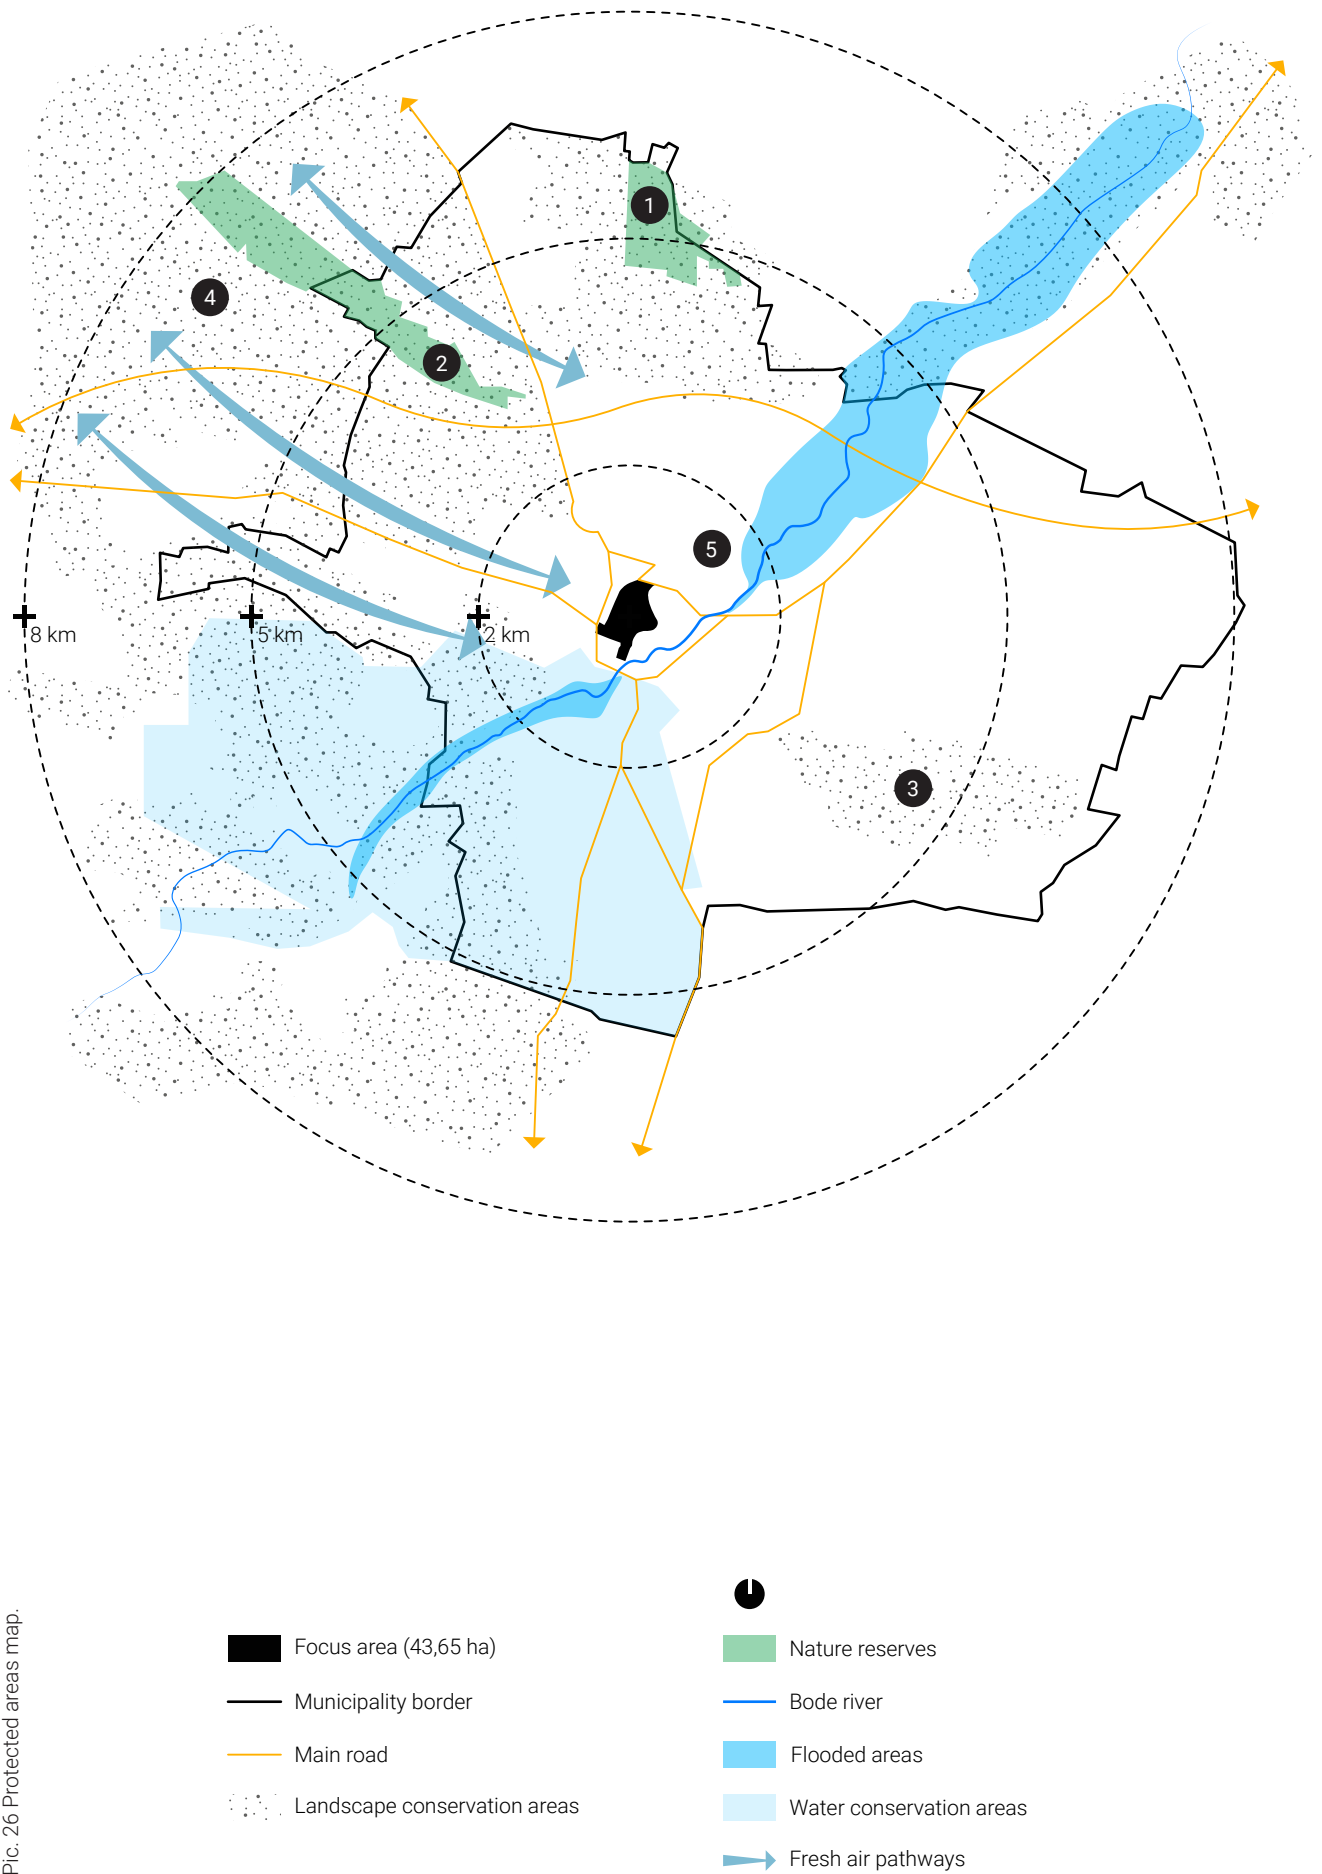 1
4
2
5
8 km
5 km
2 km
3
Focus area (43,65 ha)
Municipality border
Main road
Landscape conservation areas
Nature reserves
Bode river
Flooded areas
Water conservation areas
Fresh air pathways
Pic. 26 Protected areas map.